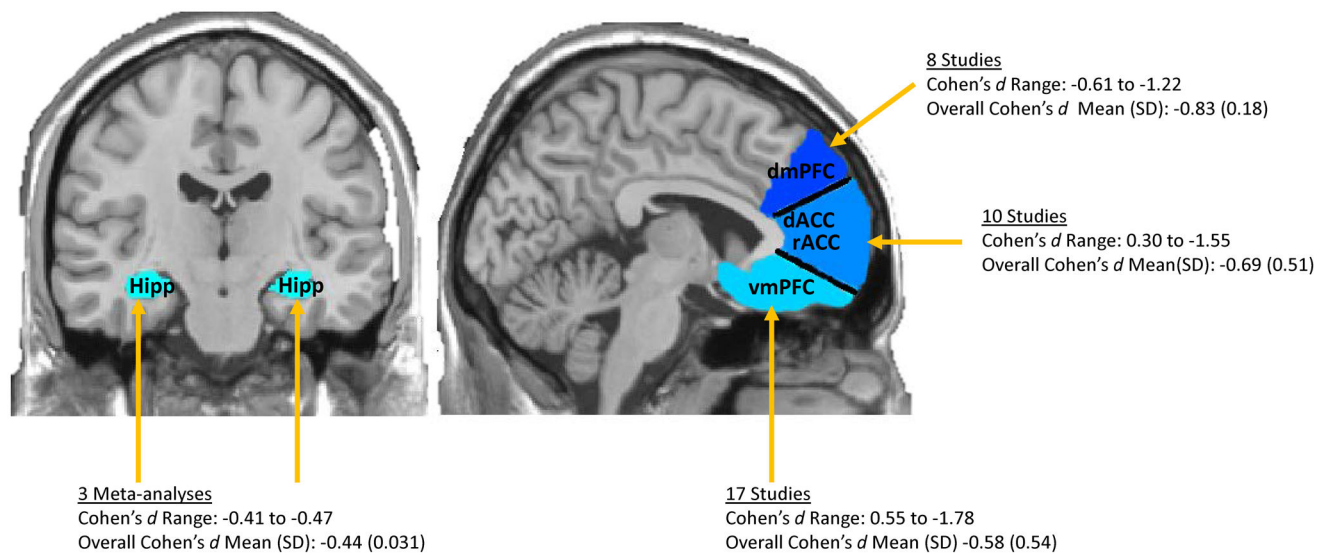 8 Studies
Cohen’s d Range: -0.61 to -1.22
Overall Cohen’s d  Mean (SD): -0.83 (0.18)
dmPFC
dACC
rACC
10 Studies
Cohen’s d Range: 0.30 to -1.55
Overall Cohen’s d Mean(SD): -0.69 (0.51)
Hipp
Hipp
vmPFC
3 Meta-analyses
Cohen’s d Range: -0.41 to -0.47
Overall Cohen’s d Mean (SD): -0.44 (0.031)
17 Studies
Cohen’s d Range: 0.55 to -1.78
Overall Cohen’s d Mean (SD) -0.58 (0.54)